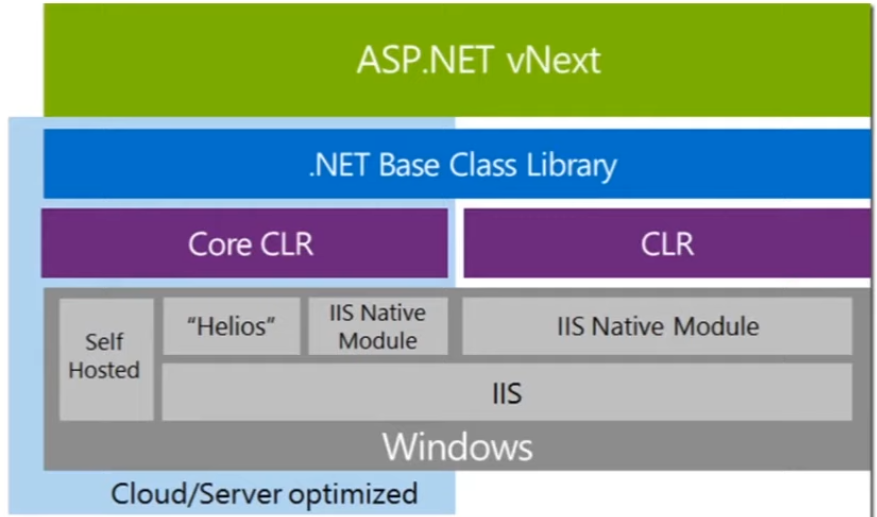 ASP.NET vNext
.NET Base Class Library
Core CLR
CLR
Self
Hosted
"Helios"
IIS Native
Module
IIS Native Module
IIS
Windows
Cloud/Server optimized